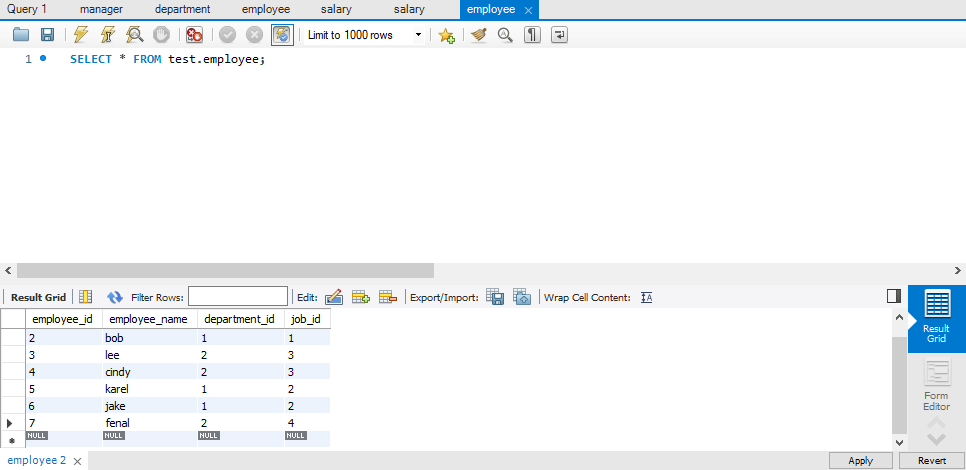 Query 1 manager department employee salary salary employee
Limit to 1000 rows
1 SELECT * FROM test.employee;
Result Grid Filter Rows: Edit: Export/Import: Wrap Cell Content: IA
employee_id employee_name department_id job_id
2 bob 1 1
3 lee 2 3
4 cindy 2 3
5 karel 1 2
6 jake 1 2
7 fenal 2 4
NULL NULL NULL NULL
Result
Grid
Form
Editor
employee 2 Apply Revert